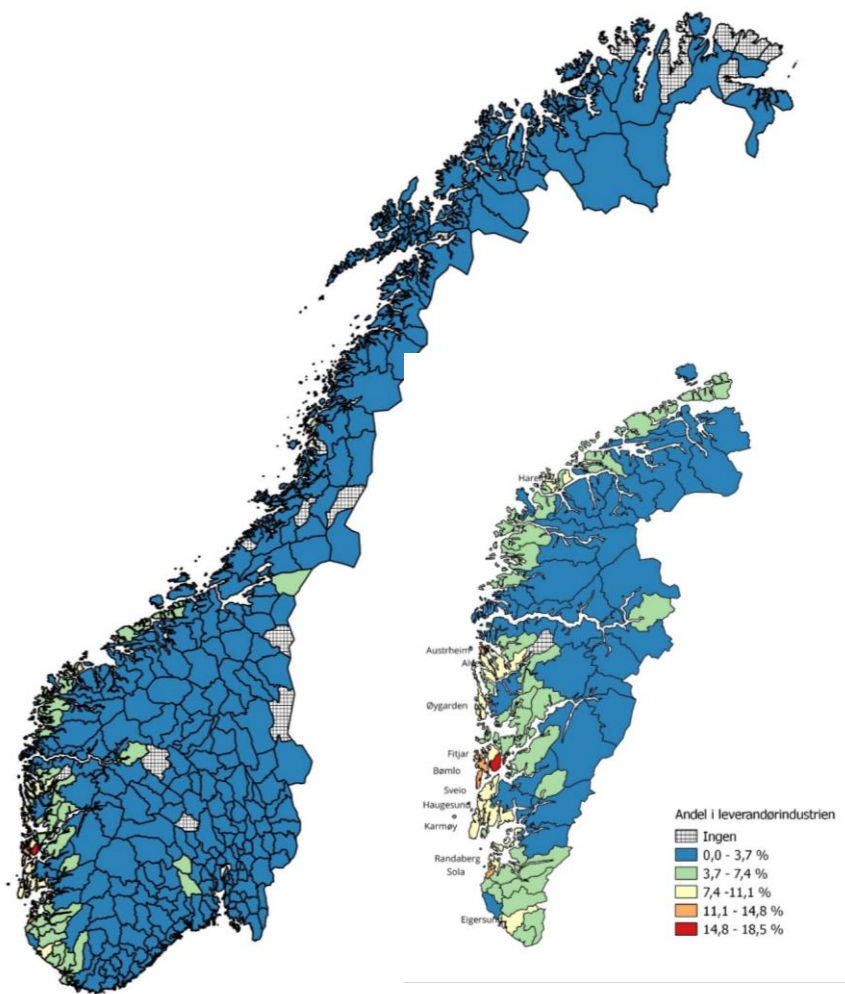 Austrheim
Øygarden
Fitjar
Bømlo
Sveio
Haugesund
Karmøy
Randaberg
Sola
Eigersund
Andel i leverandørindustrien
Ingen
0,0 - 3,7 %
3,7 - 7,4 %
7,4 -11,1 %
11,1 - 14,8 %
14,8 - 18,5 %